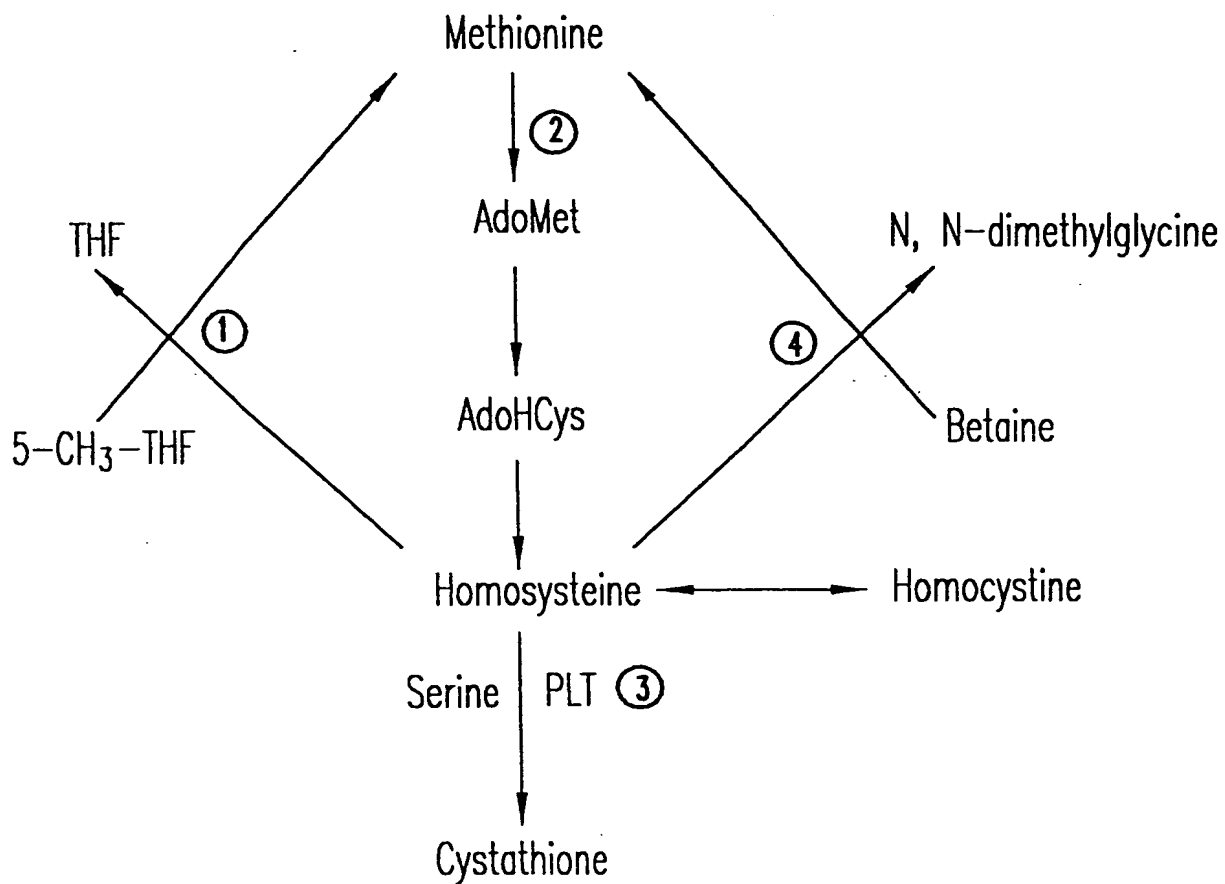 Methionine
②
AdoMet
THF
N, N-dimethylglycine
①
④
AdoHCys
5-CH₃-THF
Betaine
Homosysteine
Homocystine
Serine PLT ③
Cystathione